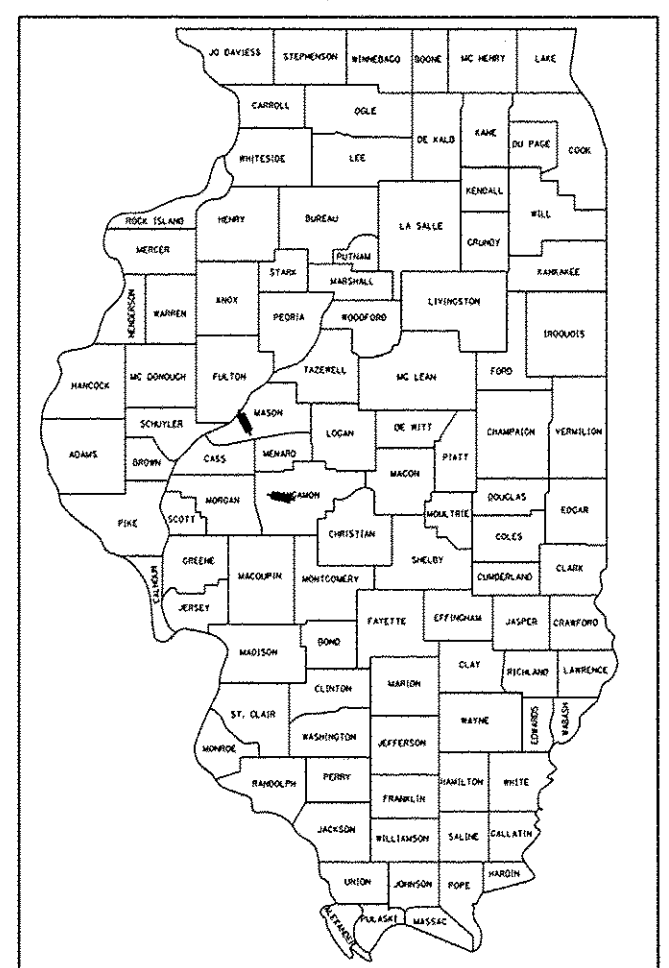 JO DAVIESS STEPHENSON WINNEBAGO BOONE MC HENRY LAKE
CARROLL OGLE DE KALB KANE DU PAGE COOK
WHITESIDE LEE KENDALL WILL
ROCK ISLAND HENRY BUREAU LA SALLE GRUNDY
MERCER STARK PUTNAM KANKAKEE
HENDERSON WARREN KNOX PEORIA MARSHALL LIVINGSTON IROQUOIS
WOODFORD
HANCOCK MC DONOUGH FULTON TAZEWELL MC LEAN FORD
ADAMS SCHUYLER MASON LOGAN DE WITT CHAMPAIGN VERMILION
BROWN CASS MENARD PIATT
PIKE SCOTT MORGAN MACON DOUGLAS EDGAR
CHRISTIAN MOULTRIE COLES
CALHOUN GREENE MACOUPIN MONTGOMERY SHELBY CUMBERLAND CLARK
JERSEY FAYETTE EFFINGHAM JASPER CRAWFORD
MADISON BOND CLAY RICHLAND LAWRENCE
CLINTON MARION
ST. CLAIR WAYNE EDWARDS WABASH
MONROE WASHINGTON JEFFERSON
RANDOLPH PERRY HAMILTON WHITE
FRANKLIN
JACKSON WILLIAMSON SALINE GALLATIN
UNION JOHNSON POPE HARDIN
ALEXANDER PULASKI MASSAC